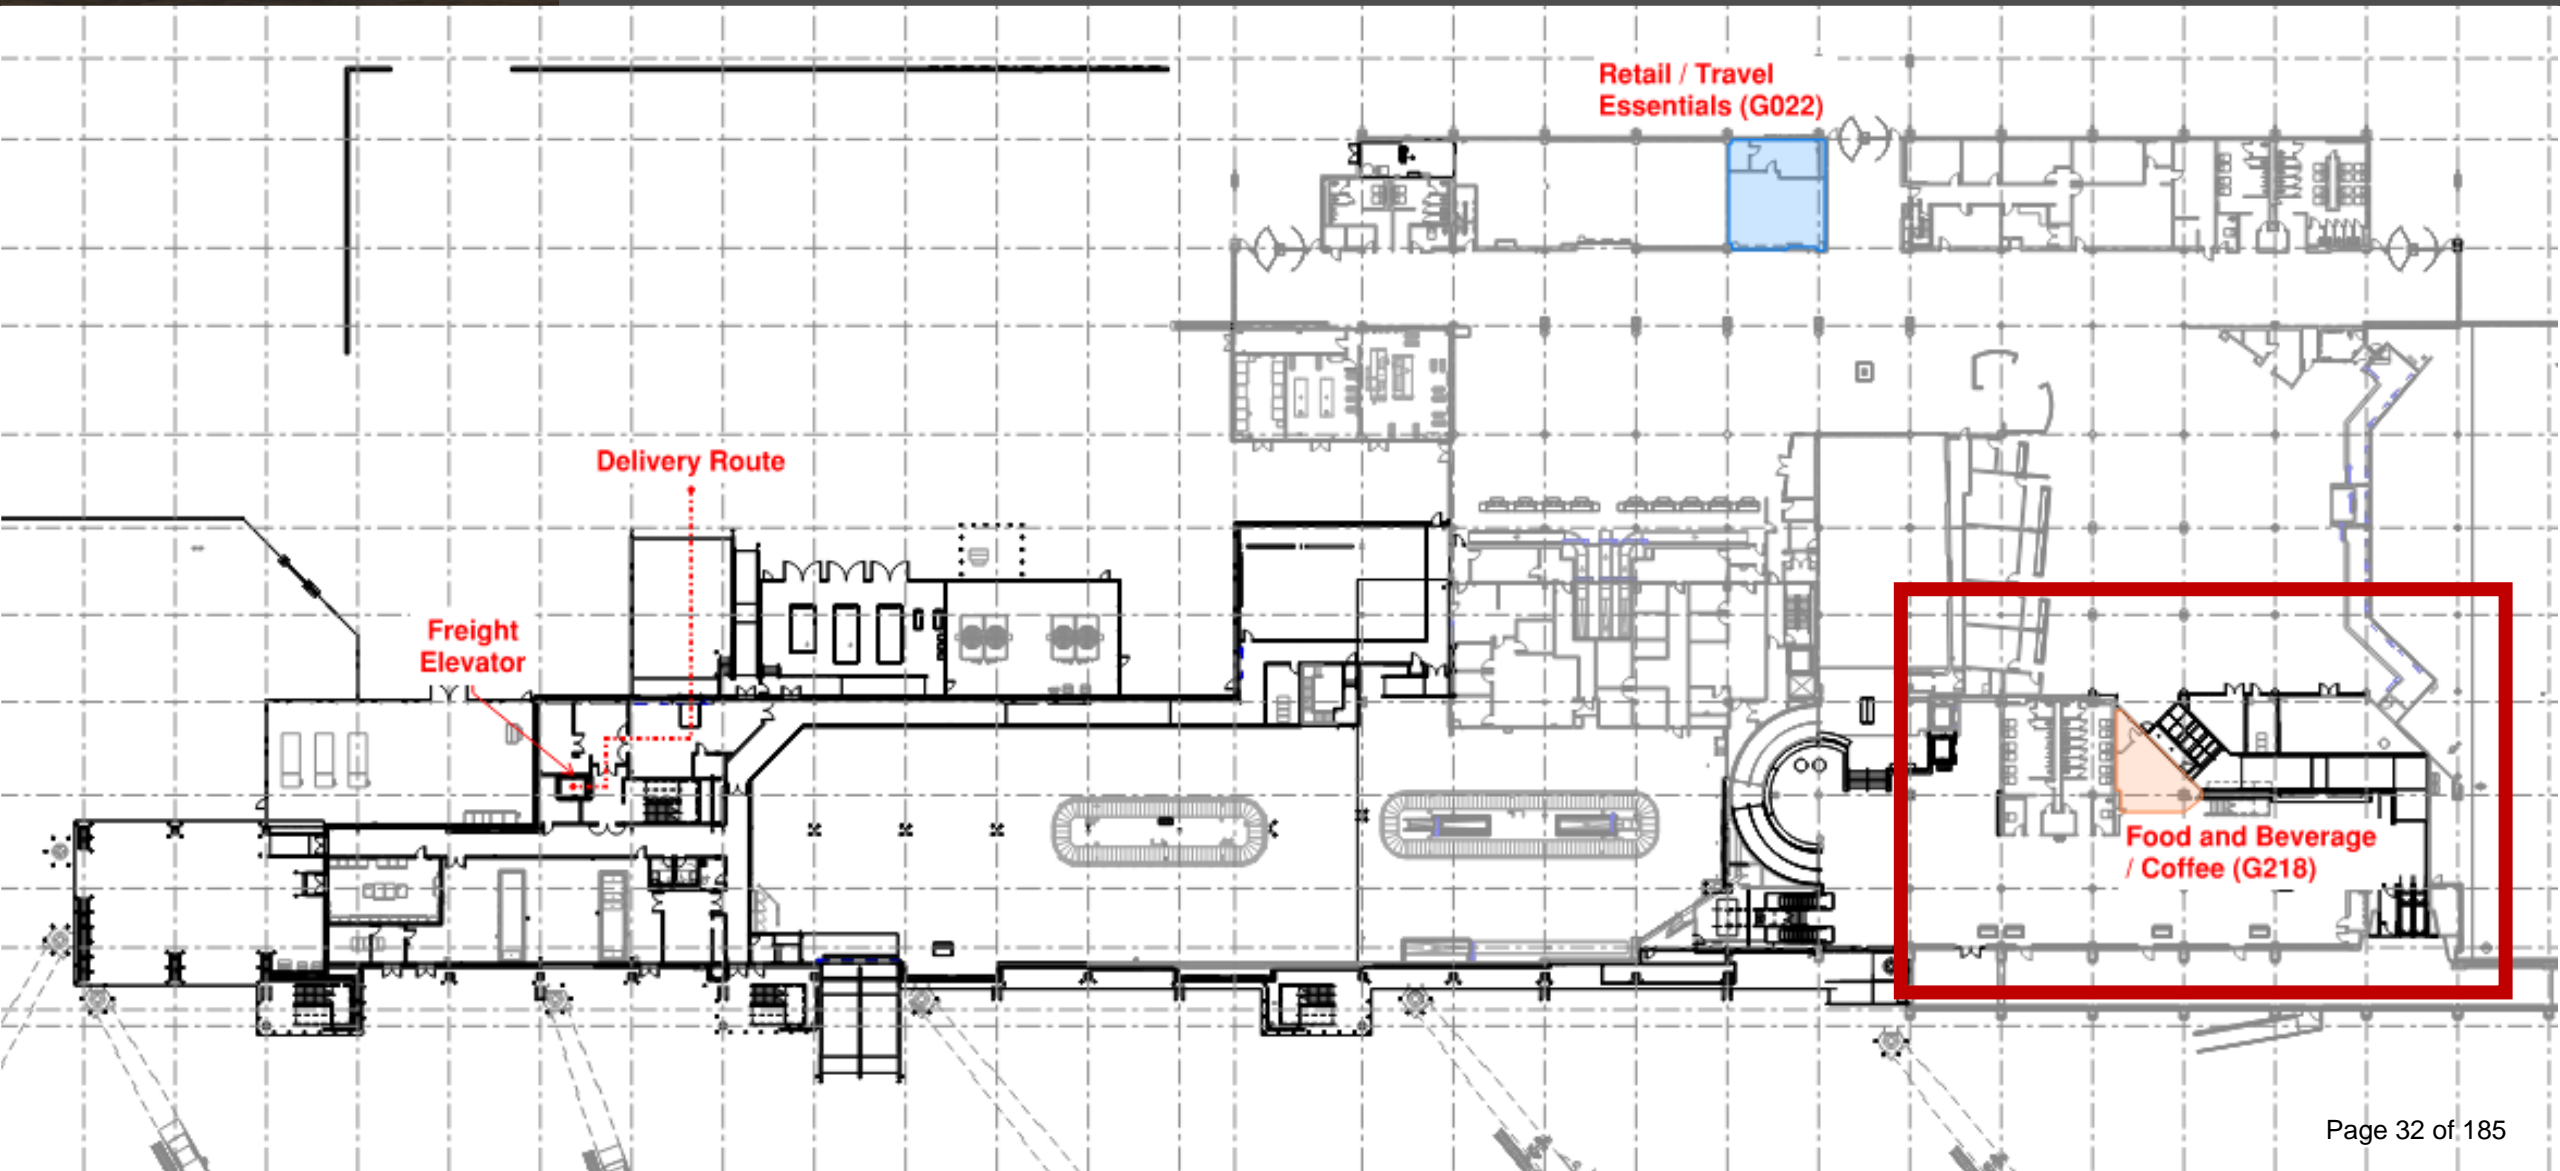 Retail / Travel
Essentials (G022)
Delivery Route
Freight
Elevator
Food and Beverage
/ Coffee (G218)
Page 32 of 185